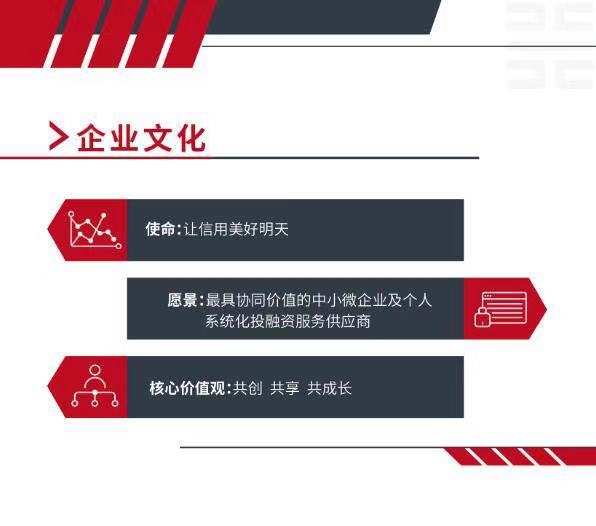 企业文化
使命：让信用美好明天
愿景：最具协同价值的中小微企业及个人
系统化投融资服务供应商
核心价值观：共创 共享 共成长